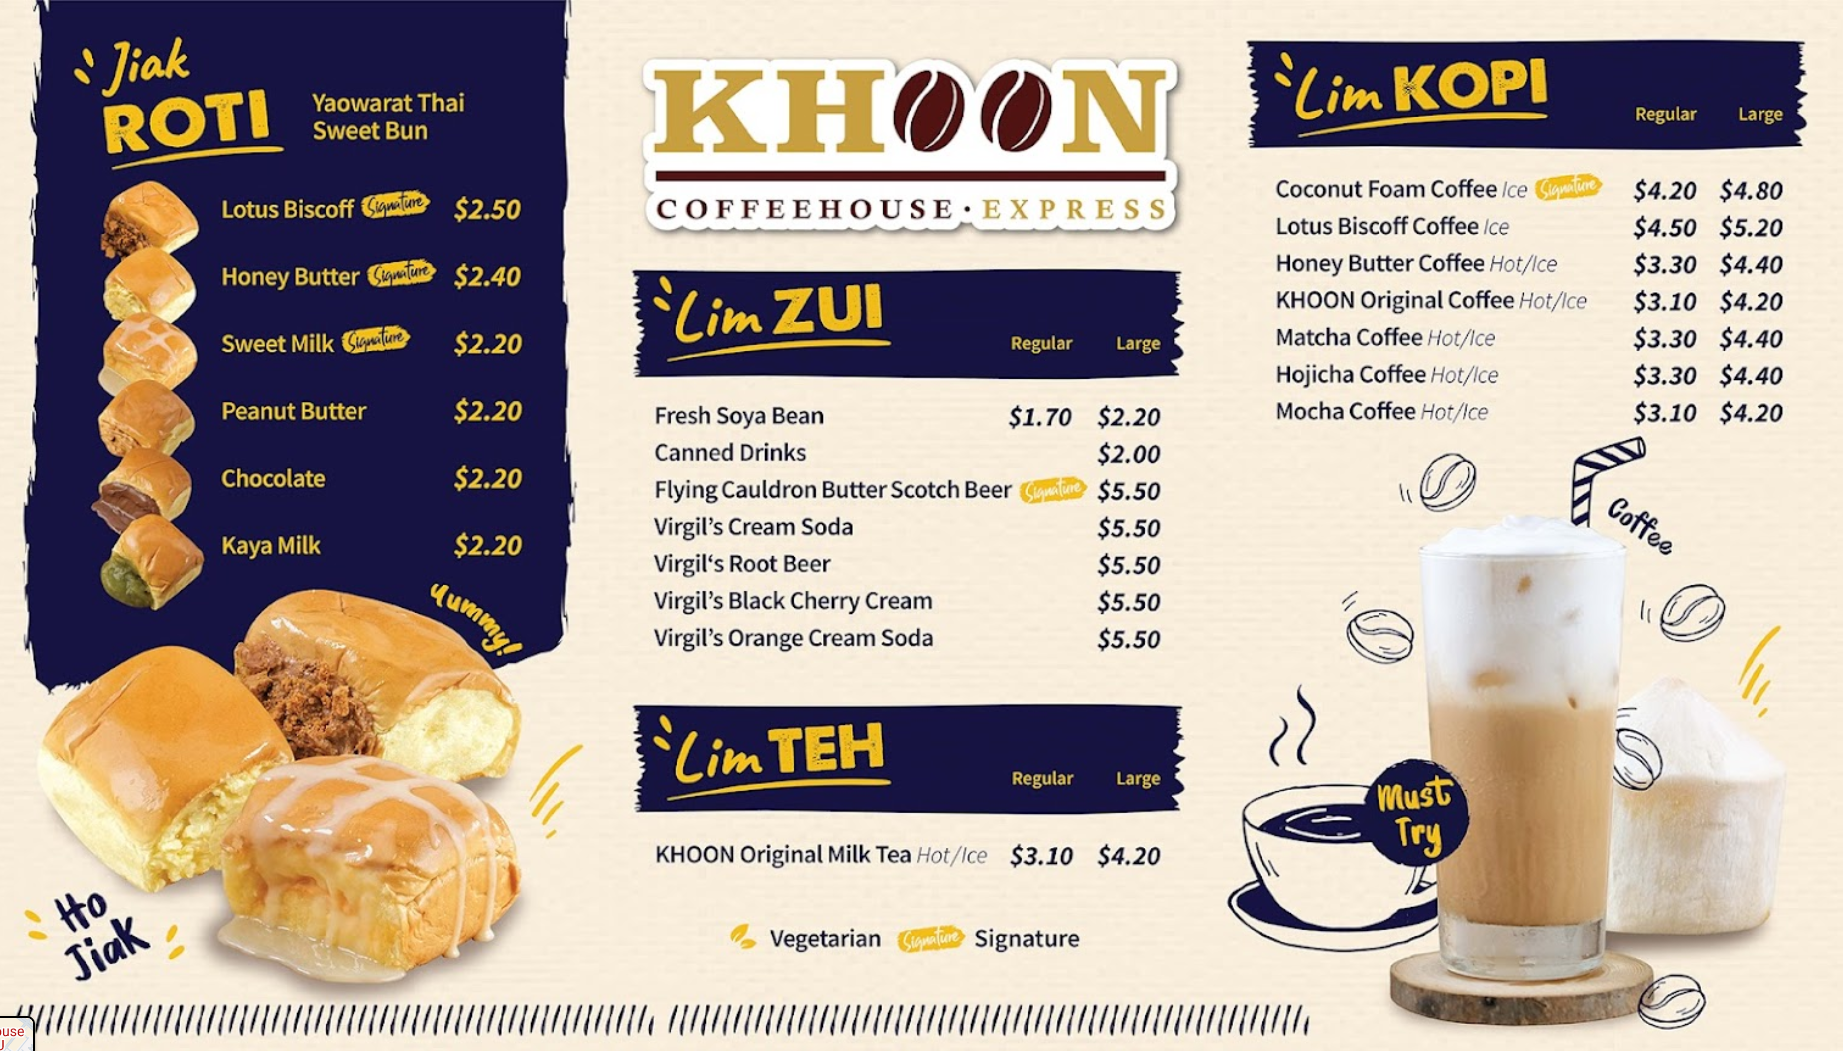 Jiak
ROTI
Yaowarat Thai
Sweet Bun
Lotus Biscoff Signature $2.50
Honey Butter Signature $2.40
Sweet Milk Signature $2.20
Peanut Butter $2.20
Chocolate $2.20
Kaya Milk $2.20
Yummy!
Ho
Jiak
KHOON
COFFEEHOUSE·EXPRESS
Lim ZUI
Regular Large
Fresh Soya Bean $1.70 $2.20
Canned Drinks $2.00
Flying Cauldron Butter Scotch Beer Signature $5.50
Virgil’s Cream Soda $5.50
Virgil‘s Root Beer $5.50
Virgil’s Black Cherry Cream $5.50
Virgil’s Orange Cream Soda $5.50
Lim TEH
Regular Large
KHOON Original Milk Tea Hot/Ice $3.10 $4.20
Vegetarian Signature Signature
Lim KOPI
Regular Large
Coconut Foam Coffee Ice Signature $4.20 $4.80
Lotus Biscoff Coffee Ice $4.50 $5.20
Honey Butter Coffee Hot/Ice $3.30 $4.40
KHOON Original Coffee Hot/Ice $3.10 $4.20
Matcha Coffee Hot/Ice $3.30 $4.40
Hojicha Coffee Hot/Ice $3.30 $4.40
Mocha Coffee Hot/Ice $3.10 $4.20
Coffee
Must
Try